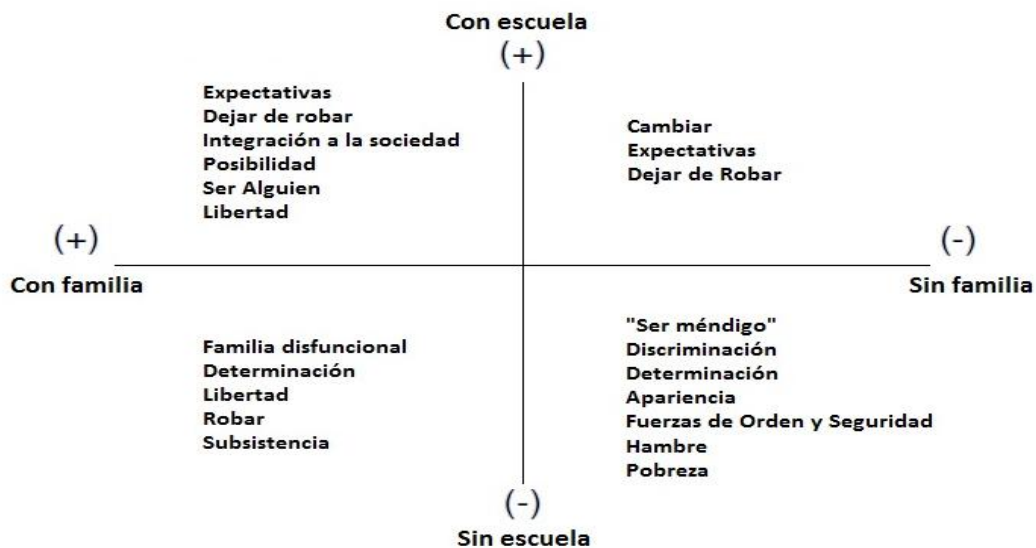 Con escuela
(+)
Expectativas
Dejar de robar
Integración a la sociedad
Posibilidad
Ser Alguien
Libertad
Cambiar
Expectativas
Dejar de Robar
(+)
Con familia
(-)
Sin familia
Familia disfuncional
Determinación
Libertad
Robar
Subsistencia
"Ser méndigo"
Discriminación
Determinación
Apariencia
Fuerzas de Orden y Seguridad
Hambre
Pobreza
(-)
Sin escuela